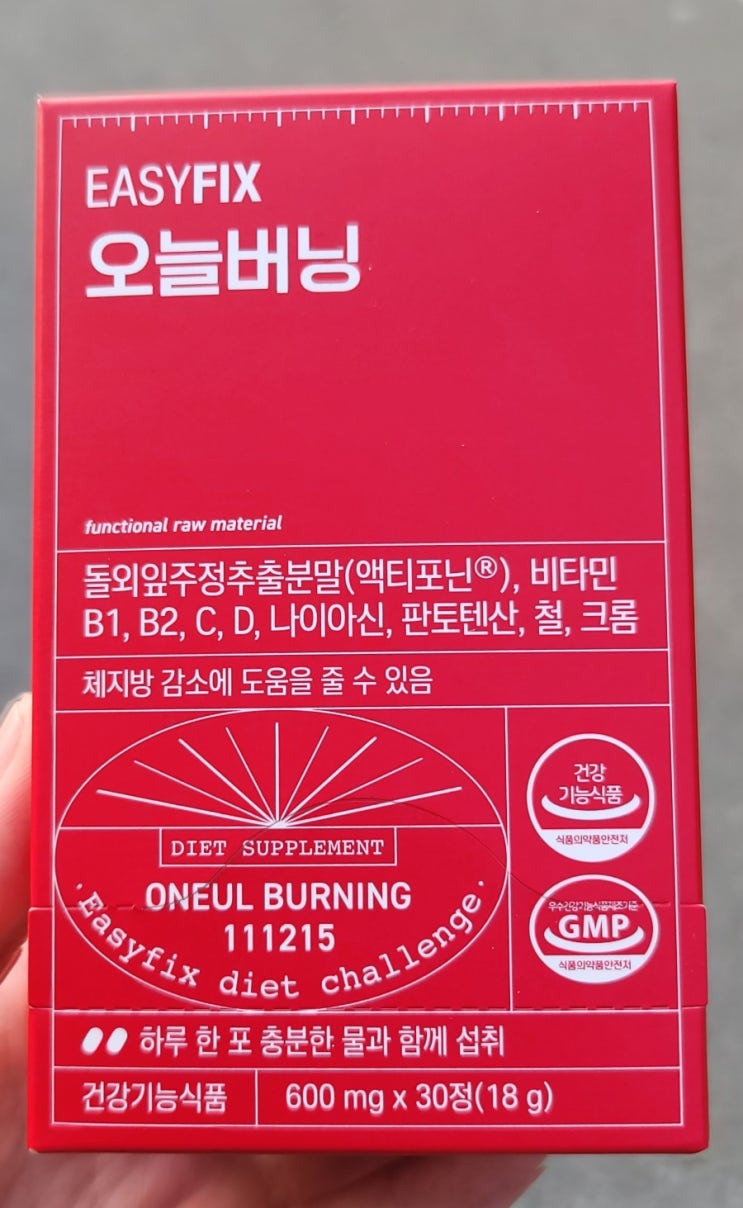 EASYFIX
오늘버닝
functional raw material
돌외잎주정추출분말(액티포닌®), 비타민
B1, B2, C, D, 나이아신, 판토텐산, 철, 크롬
체지방 감소에 도움을 줄 수 있음
DIET SUPPLEMENT
ONEUL BURNING
111215
·Easyfix diet challenge·
건강
기능식품
식품의약품안전처
우수건강기능식품제조기준
GMP
식품의약품안전처
하루 한 포 충분한 물과 함께 섭취
건강기능식품
600 mg x 30정(18 g)